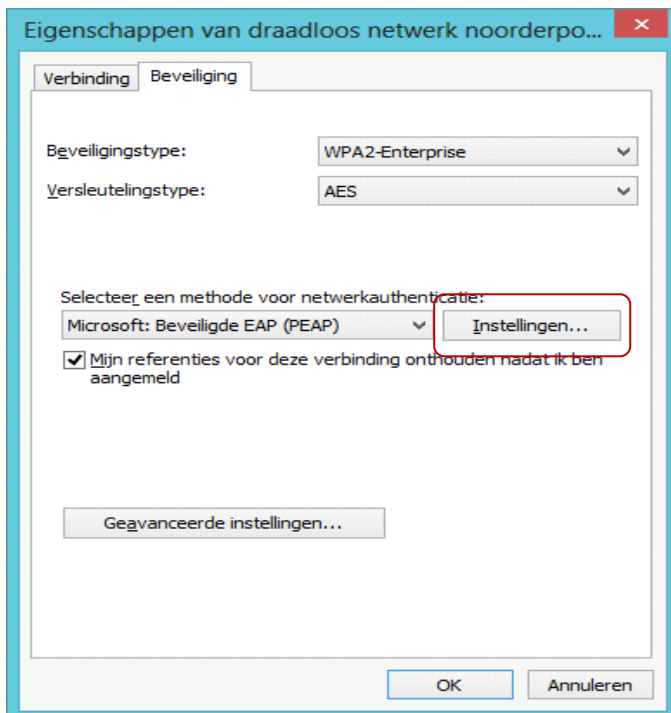 Eigenschappen van draadloos netwerk noorderpo...
Verbinding
Beveiliging
Beveiligingstype:
WPA2-Enterprise
Versleutelingstype:
AES
Selecteer een methode voor netwerkauthenticatie:
Microsoft: Beveiligde EAP (PEAP)
Instellingen...
Mijn referenties voor deze verbinding onthouden nadat ik ben
aangemeld
Geavanceerde instellingen...
OK
Annuleren